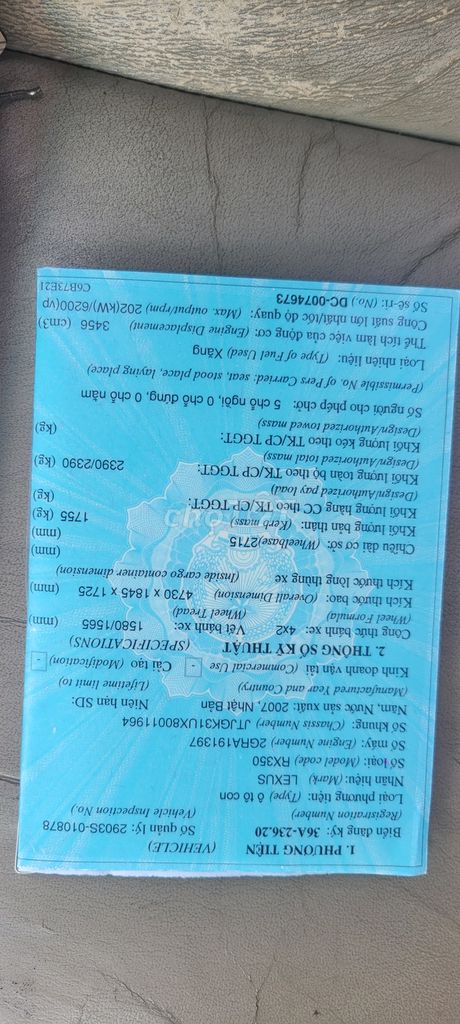 1. PHƯƠNG TIỆN (VEHICLE)
Biển đăng ký: 36A-236.20 Số quản lý: 2903S-010878
(Registration Number) (Vehicle Inspection No.)
Loại phương tiện: (Type) ô tô con
Nhãn hiệu: (Mark) LEXUS
Số loại: (Model code) RX350
Số máy: (Engine Number) 2GRA191397
Số khung: (Chassis Number) JTJGK31UX80011964
Năm, Nước sản xuất: 2007, Nhật Bản Niên hạn SD:
(Manufactured Year and Country) (Lifetime limit to)
Kinh doanh vận tải: (Commercial Use - Cải tạo (Modification) -
2. THÔNG SỐ KỸ THUẬT (SPECIFICATIONS)
Công thức bánh xe: 4x2 Vết bánh xe: 1580/1565 (mm)
(Wheel Formula) (Wheel Tread)
Kích thước bao: (Overall Dimension) 4730 x 1845 x 1725 (mm)
Kích thước lòng thùng xe (Inside cargo container dimension)
(mm)
Chiều dài cơ sở: (Wheelbase) 2715 (mm)
Khối lượng bản thân: (Kerb mass) 1755 (kg)
Khối lượng hàng CC theo TK/CP TGGT: (kg)
(Design/Authorized pay load)
Khối lượng toàn bộ theo TK/CP TGGT: 2390/2390 (kg)
(Design/Authorized total mass)
Khối lượng kéo theo TK/CP TGGT: (kg)
(Design/Authorized towed mass)
Số người cho phép chở: 5 chỗ ngồi, 0 chỗ đứng, 0 chỗ nằm
(Permissible No. of Pers Carried: seat, stood place, laying place)
Loại nhiên liệu: (Type of Fuel Used) Xăng
Thể tích làm việc của động cơ: (Engine Displacement) 3456 (cm3)
Công suất lớn nhất/tốc độ quay: (Max. output/rpm) 202(kW)/6200(vp
Số sê-ri: (No.) DC-0074673 C6B73E21